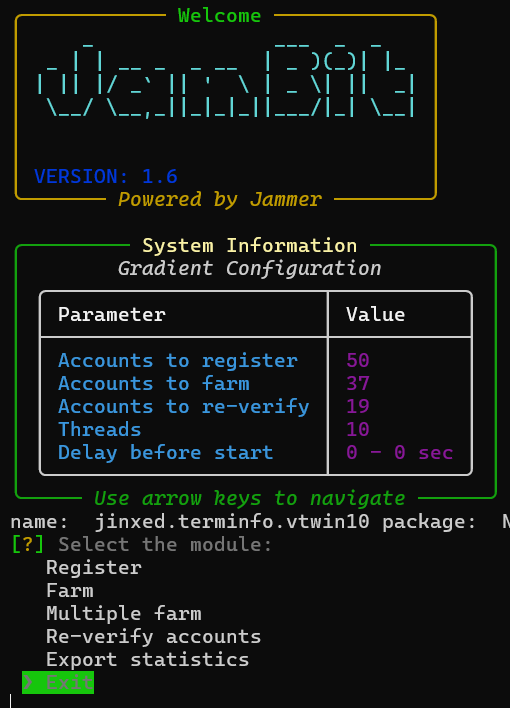 Welcome
JamBit
VERSION: 1.6
Powered by Jammer
System Information
Gradient Configuration
Parameter Value
Accounts to register 50
Accounts to farm 37
Accounts to re-verify 19
Threads 10
Delay before start 0 - 0 sec
Use arrow keys to navigate
name:  jinxed.terminfo.vtwin10 package:  N
[?] Select the module:
Register
Farm
Multiple farm
Re-verify accounts
Export statistics
> Exit